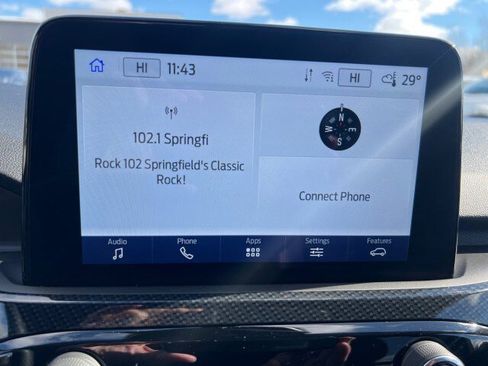 HI 11:43 HI 29°
102.1 Springfi
Rock 102 Springfield's Classic
Rock!
N
W E
S
Connect Phone
Audio Phone Apps Settings Features